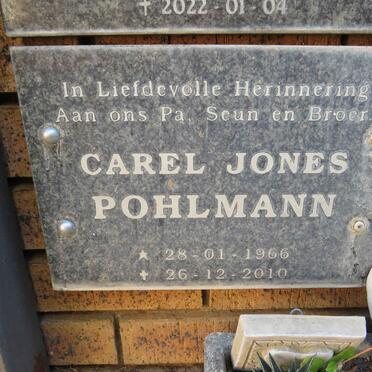 ✝ 2022-01-04
In Liefdevolle Herinnering
Aan ons Pa, Seun en Broer.
CAREL JONES
POHLMANN
★ 28-01-1966
✝ 26-12-2010